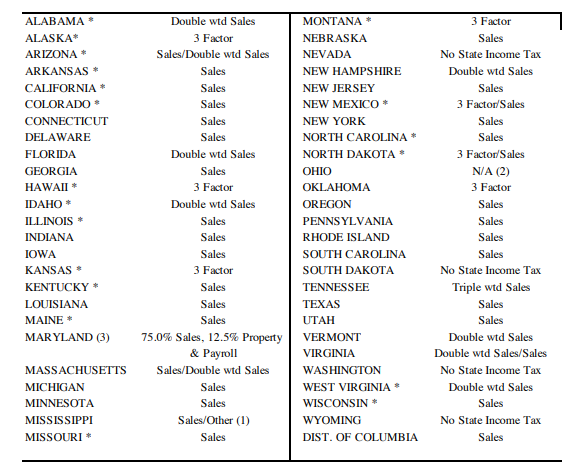 ALABAMA * Double wtd Sales
ALASKA* 3 Factor
ARIZONA * Sales/Double wtd Sales
ARKANSAS * Sales
CALIFORNIA * Sales
COLORADO * Sales
CONNECTICUT Sales
DELAWARE Sales
FLORIDA Double wtd Sales
GEORGIA Sales
HAWAII * 3 Factor
IDAHO * Double wtd Sales
ILLINOIS * Sales
INDIANA Sales
IOWA Sales
KANSAS * 3 Factor
KENTUCKY * Sales
LOUISIANA Sales
MAINE * Sales
MARYLAND (3) 75.0% Sales, 12.5% Property
& Payroll
MASSACHUSETTS Sales/Double wtd Sales
MICHIGAN Sales
MINNESOTA Sales
MISSISSIPPI Sales/Other (1)
MISSOURI * Sales
MONTANA * 3 Factor
NEBRASKA Sales
NEVADA No State Income Tax
NEW HAMPSHIRE Double wtd Sales
NEW JERSEY Sales
NEW MEXICO * 3 Factor/Sales
NEW YORK Sales
NORTH CAROLINA * Sales
NORTH DAKOTA * 3 Factor/Sales
OHIO N/A (2)
OKLAHOMA 3 Factor
OREGON Sales
PENNSYLVANIA Sales
RHODE ISLAND Sales
SOUTH CAROLINA Sales
SOUTH DAKOTA No State Income Tax
TENNESSEE Triple wtd Sales
TEXAS Sales
UTAH Sales
VERMONT Double wtd Sales
VIRGINIA Double wtd Sales/Sales
WASHINGTON No State Income Tax
WEST VIRGINIA * Double wtd Sales
WISCONSIN * Sales
WYOMING No State Income Tax
DIST. OF COLUMBIA Sales